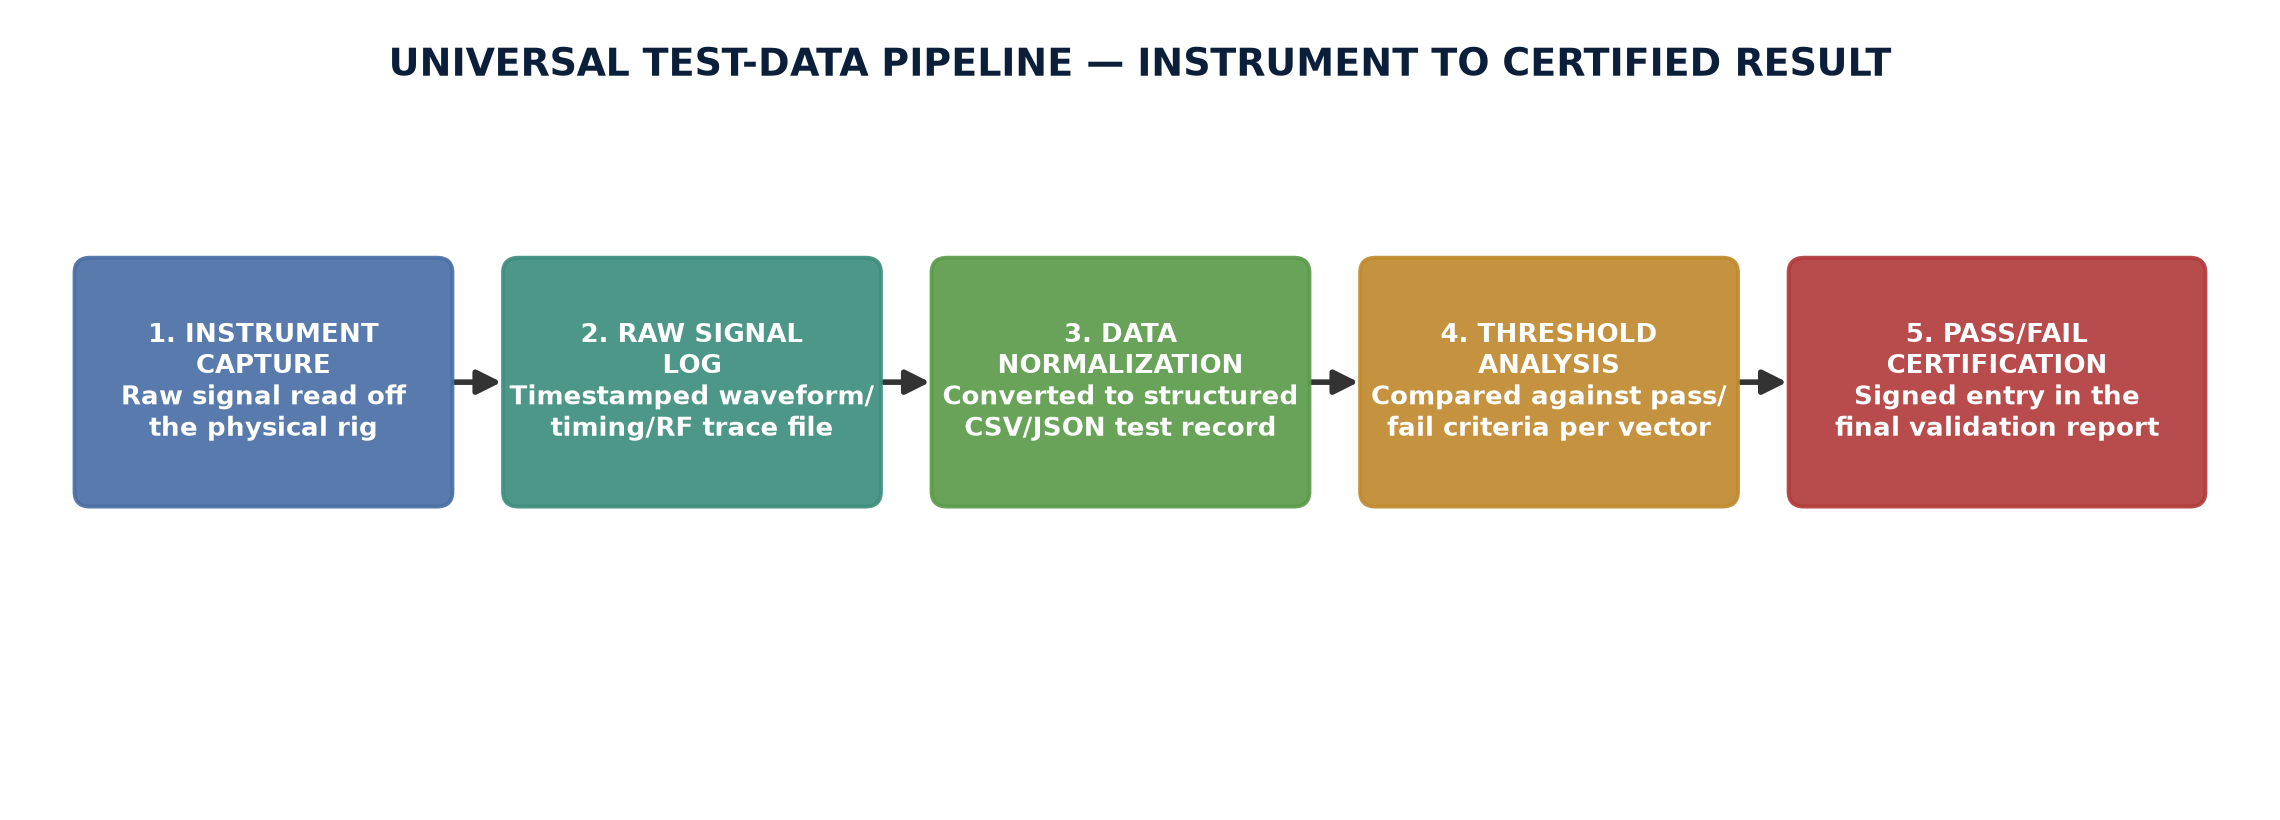 UNIVERSAL TEST-DATA PIPELINE — INSTRUMENT TO CERTIFIED RESULT
1. INSTRUMENT
CAPTURE
Raw signal read off
the physical rig
2. RAW SIGNAL
LOG
Timestamped waveform/
timing/RF trace file
3. DATA
NORMALIZATION
Converted to structured
CSV/JSON test record
4. THRESHOLD
ANALYSIS
Compared against pass/
fail criteria per vector
5. PASS/FAIL
CERTIFICATION
Signed entry in the
final validation report